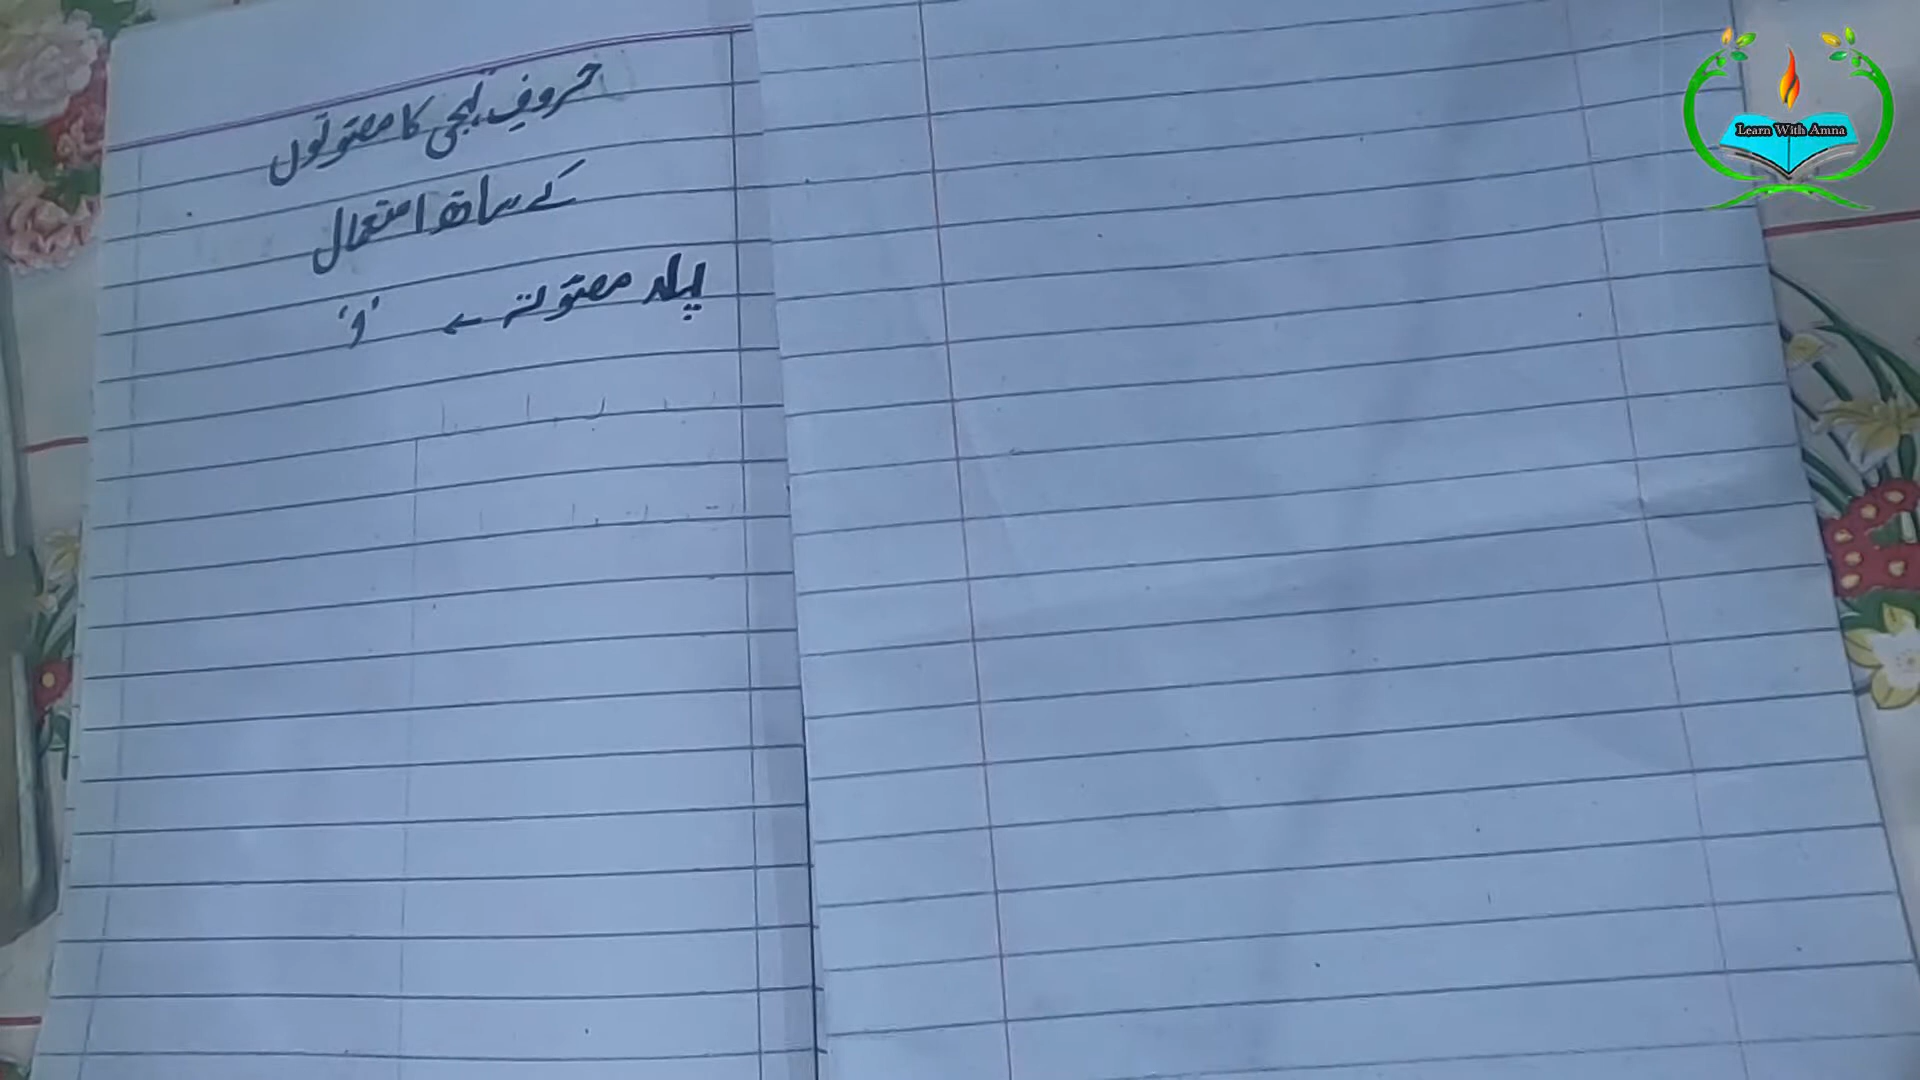 حروفِ تہجی کا مصوتوں
کے ساتھ استعمال
پہلا مصوتہ ← 'و'
Learn With Amna